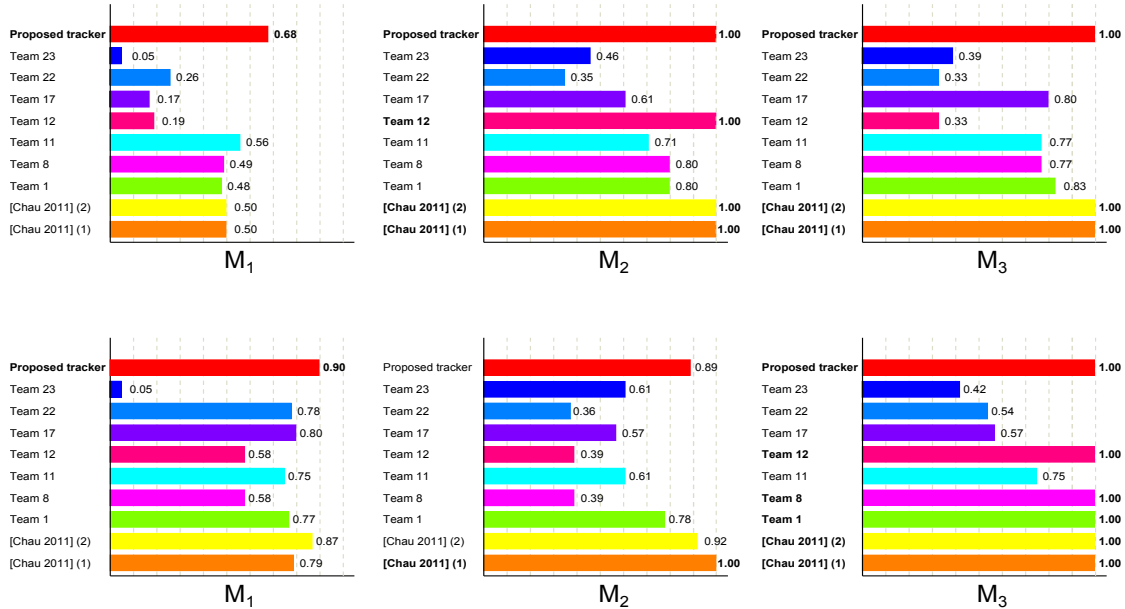 Proposed tracker 0.68
Team 23 0.05
Team 22 0.26
Team 17 0.17
Team 12 0.19
Team 11 0.56
Team 8 0.49
Team 1 0.48
[Chau 2011] (2) 0.50
[Chau 2011] (1) 0.50
M1
Proposed tracker 1.00
Team 23 0.46
Team 22 0.35
Team 17 0.61
Team 12 1.00
Team 11 0.71
Team 8 0.80
Team 1 0.80
[Chau 2011] (2) 1.00
[Chau 2011] (1) 1.00
M2
Proposed tracker 1.00
Team 23 0.39
Team 22 0.33
Team 17 0.80
Team 12 0.33
Team 11 0.77
Team 8 0.77
Team 1 0.83
[Chau 2011] (2) 1.00
[Chau 2011] (1) 1.00
M3
Proposed tracker 0.90
Team 23 0.05
Team 22 0.78
Team 17 0.80
Team 12 0.58
Team 11 0.75
Team 8 0.58
Team 1 0.77
[Chau 2011] (2) 0.87
[Chau 2011] (1) 0.79
M1
Proposed tracker 0.89
Team 23 0.61
Team 22 0.36
Team 17 0.57
Team 12 0.39
Team 11 0.61
Team 8 0.39
Team 1 0.78
[Chau 2011] (2) 0.92
[Chau 2011] (1) 1.00
M2
Proposed tracker 1.00
Team 23 0.42
Team 22 0.54
Team 17 0.57
Team 12 1.00
Team 11 0.75
Team 8 1.00
Team 1 1.00
[Chau 2011] (2) 1.00
[Chau 2011] (1) 1.00
M3